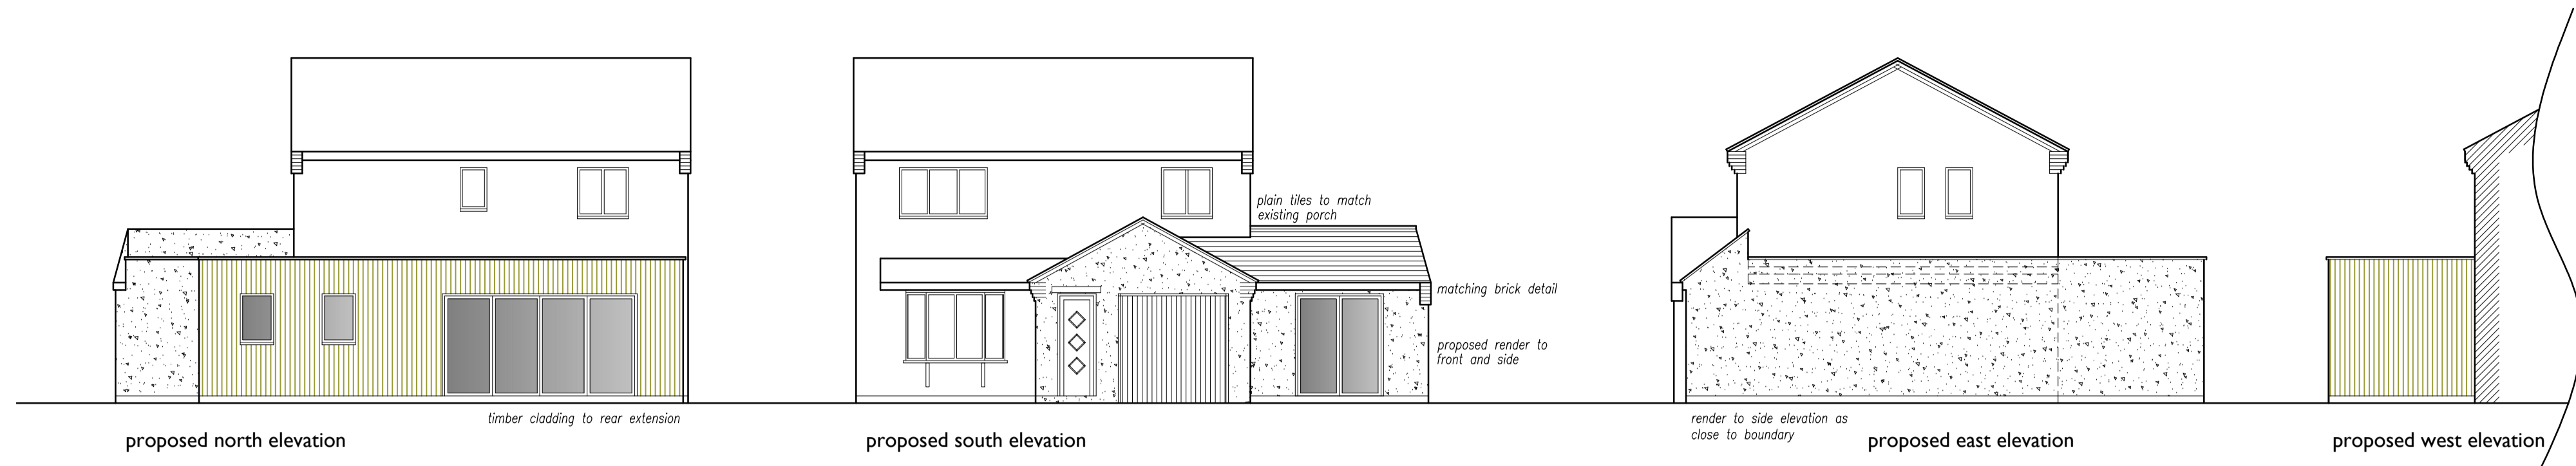 timber cladding to rear extension
proposed north elevation
plain tiles to match
existing porch
matching brick detail
proposed render to
front and side
proposed south elevation
render to side elevation as
close to boundary
proposed east elevation
proposed west elevation